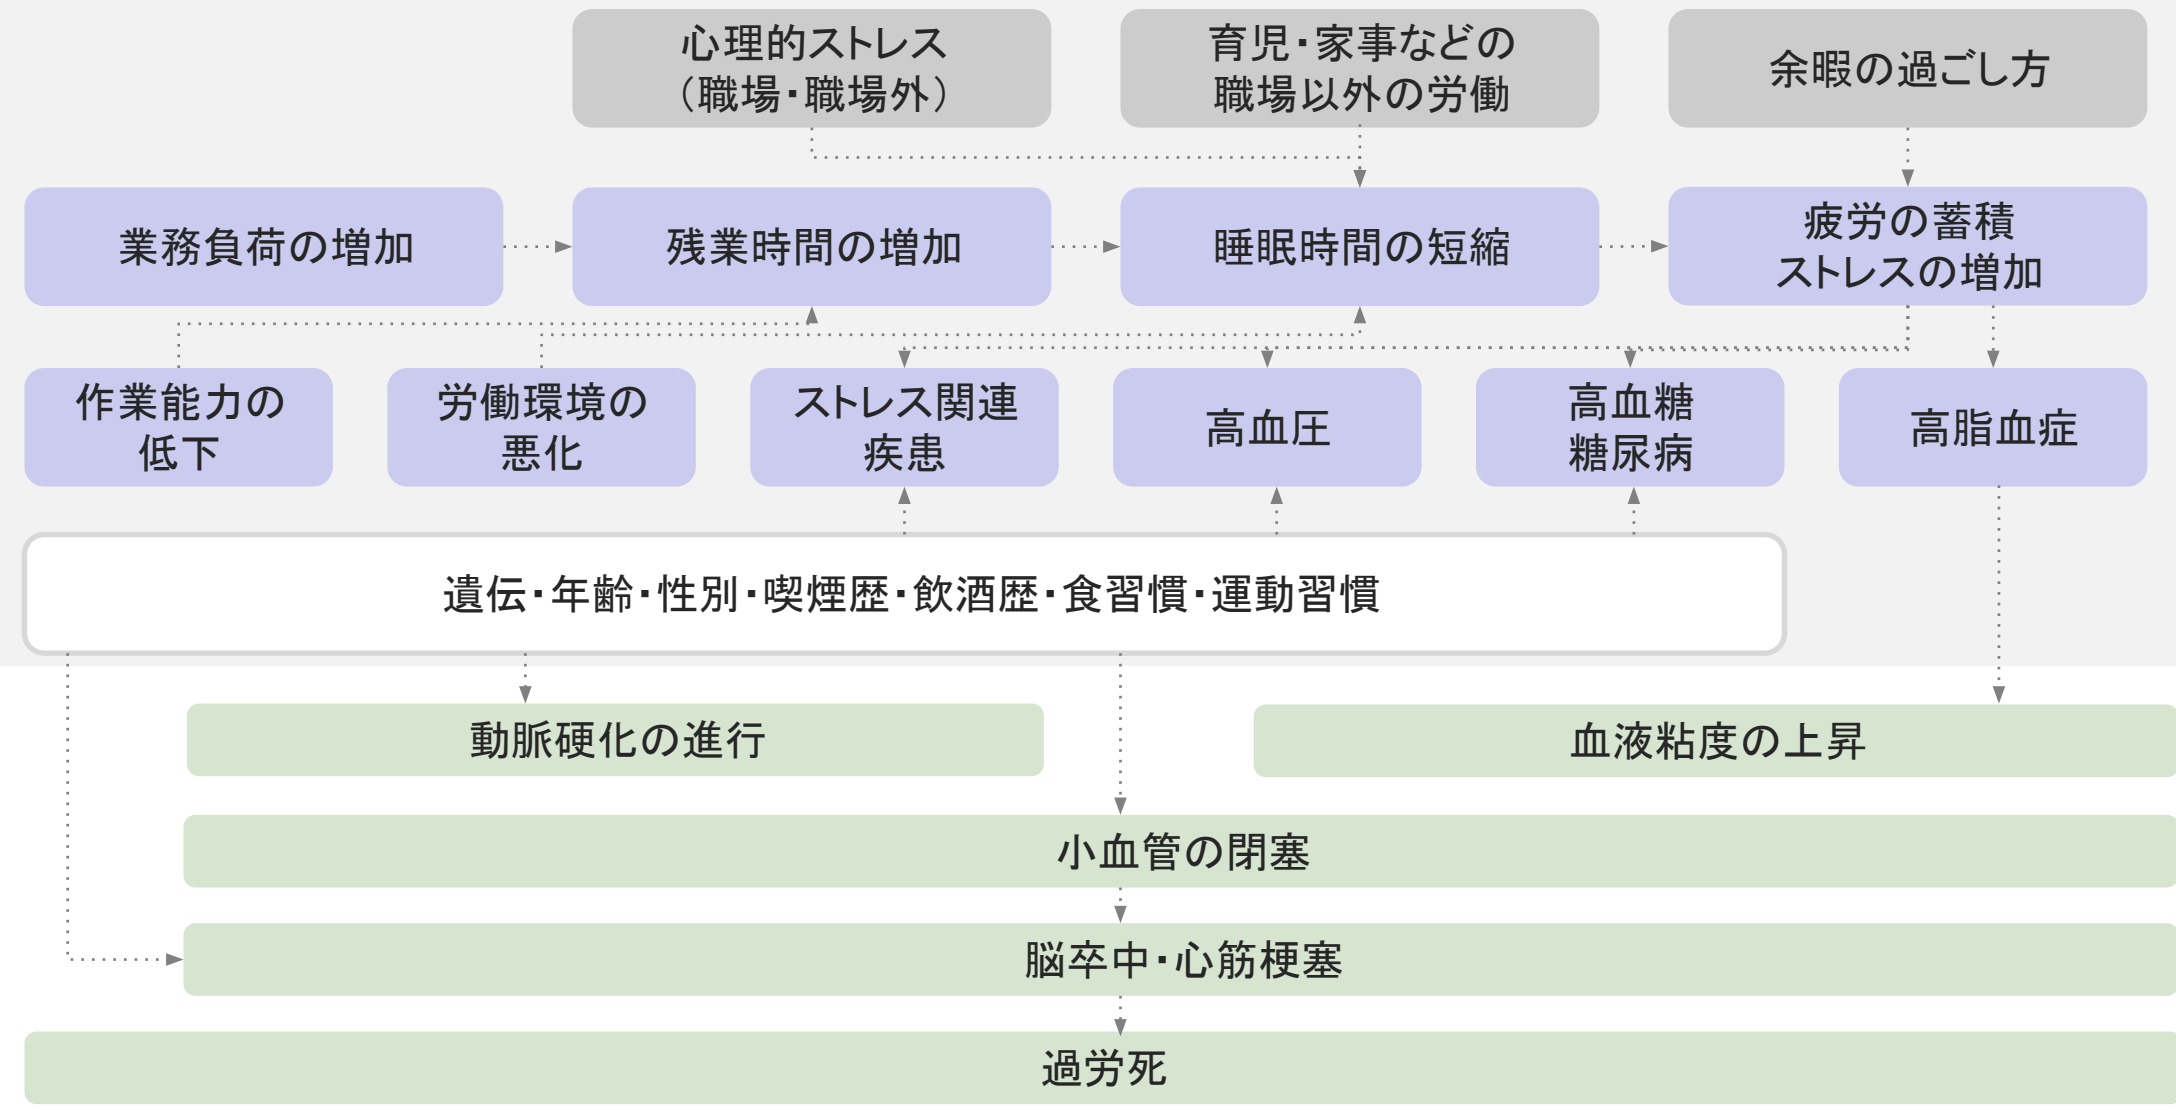 心理的ストレス
（職場・職場外）
育児・家事などの
職場以外の労働
余暇の過ごし方
業務負荷の増加
残業時間の増加
睡眠時間の短縮
疲労の蓄積
ストレスの増加
作業能力の
低下
労働環境の
悪化
ストレス関連
疾患
高血圧
高血糖
糖尿病
高脂血症
遺伝・年齢・性別・喫煙歴・飲酒歴・食習慣・運動習慣
動脈硬化の進行
血液粘度の上昇
小血管の閉塞
脳卒中・心筋梗塞
過労死